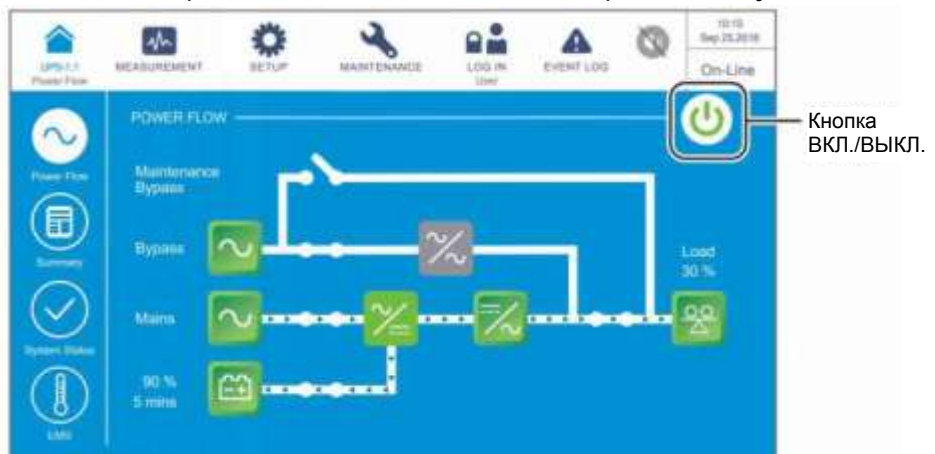 10:15
Sep 25,2016
UPS-1.1
Power Flow
MEASUREMENT
SETUP
MAINTENANCE
LOG IN
User
EVENT LOG
On-Line
POWER FLOW
Кнопка
ВКЛ./ВЫКЛ.
Power Flow
Maintenance
Bypass
Summary
Bypass
Load
30 %
Mains
System Status
90 %
5 mins
EMS